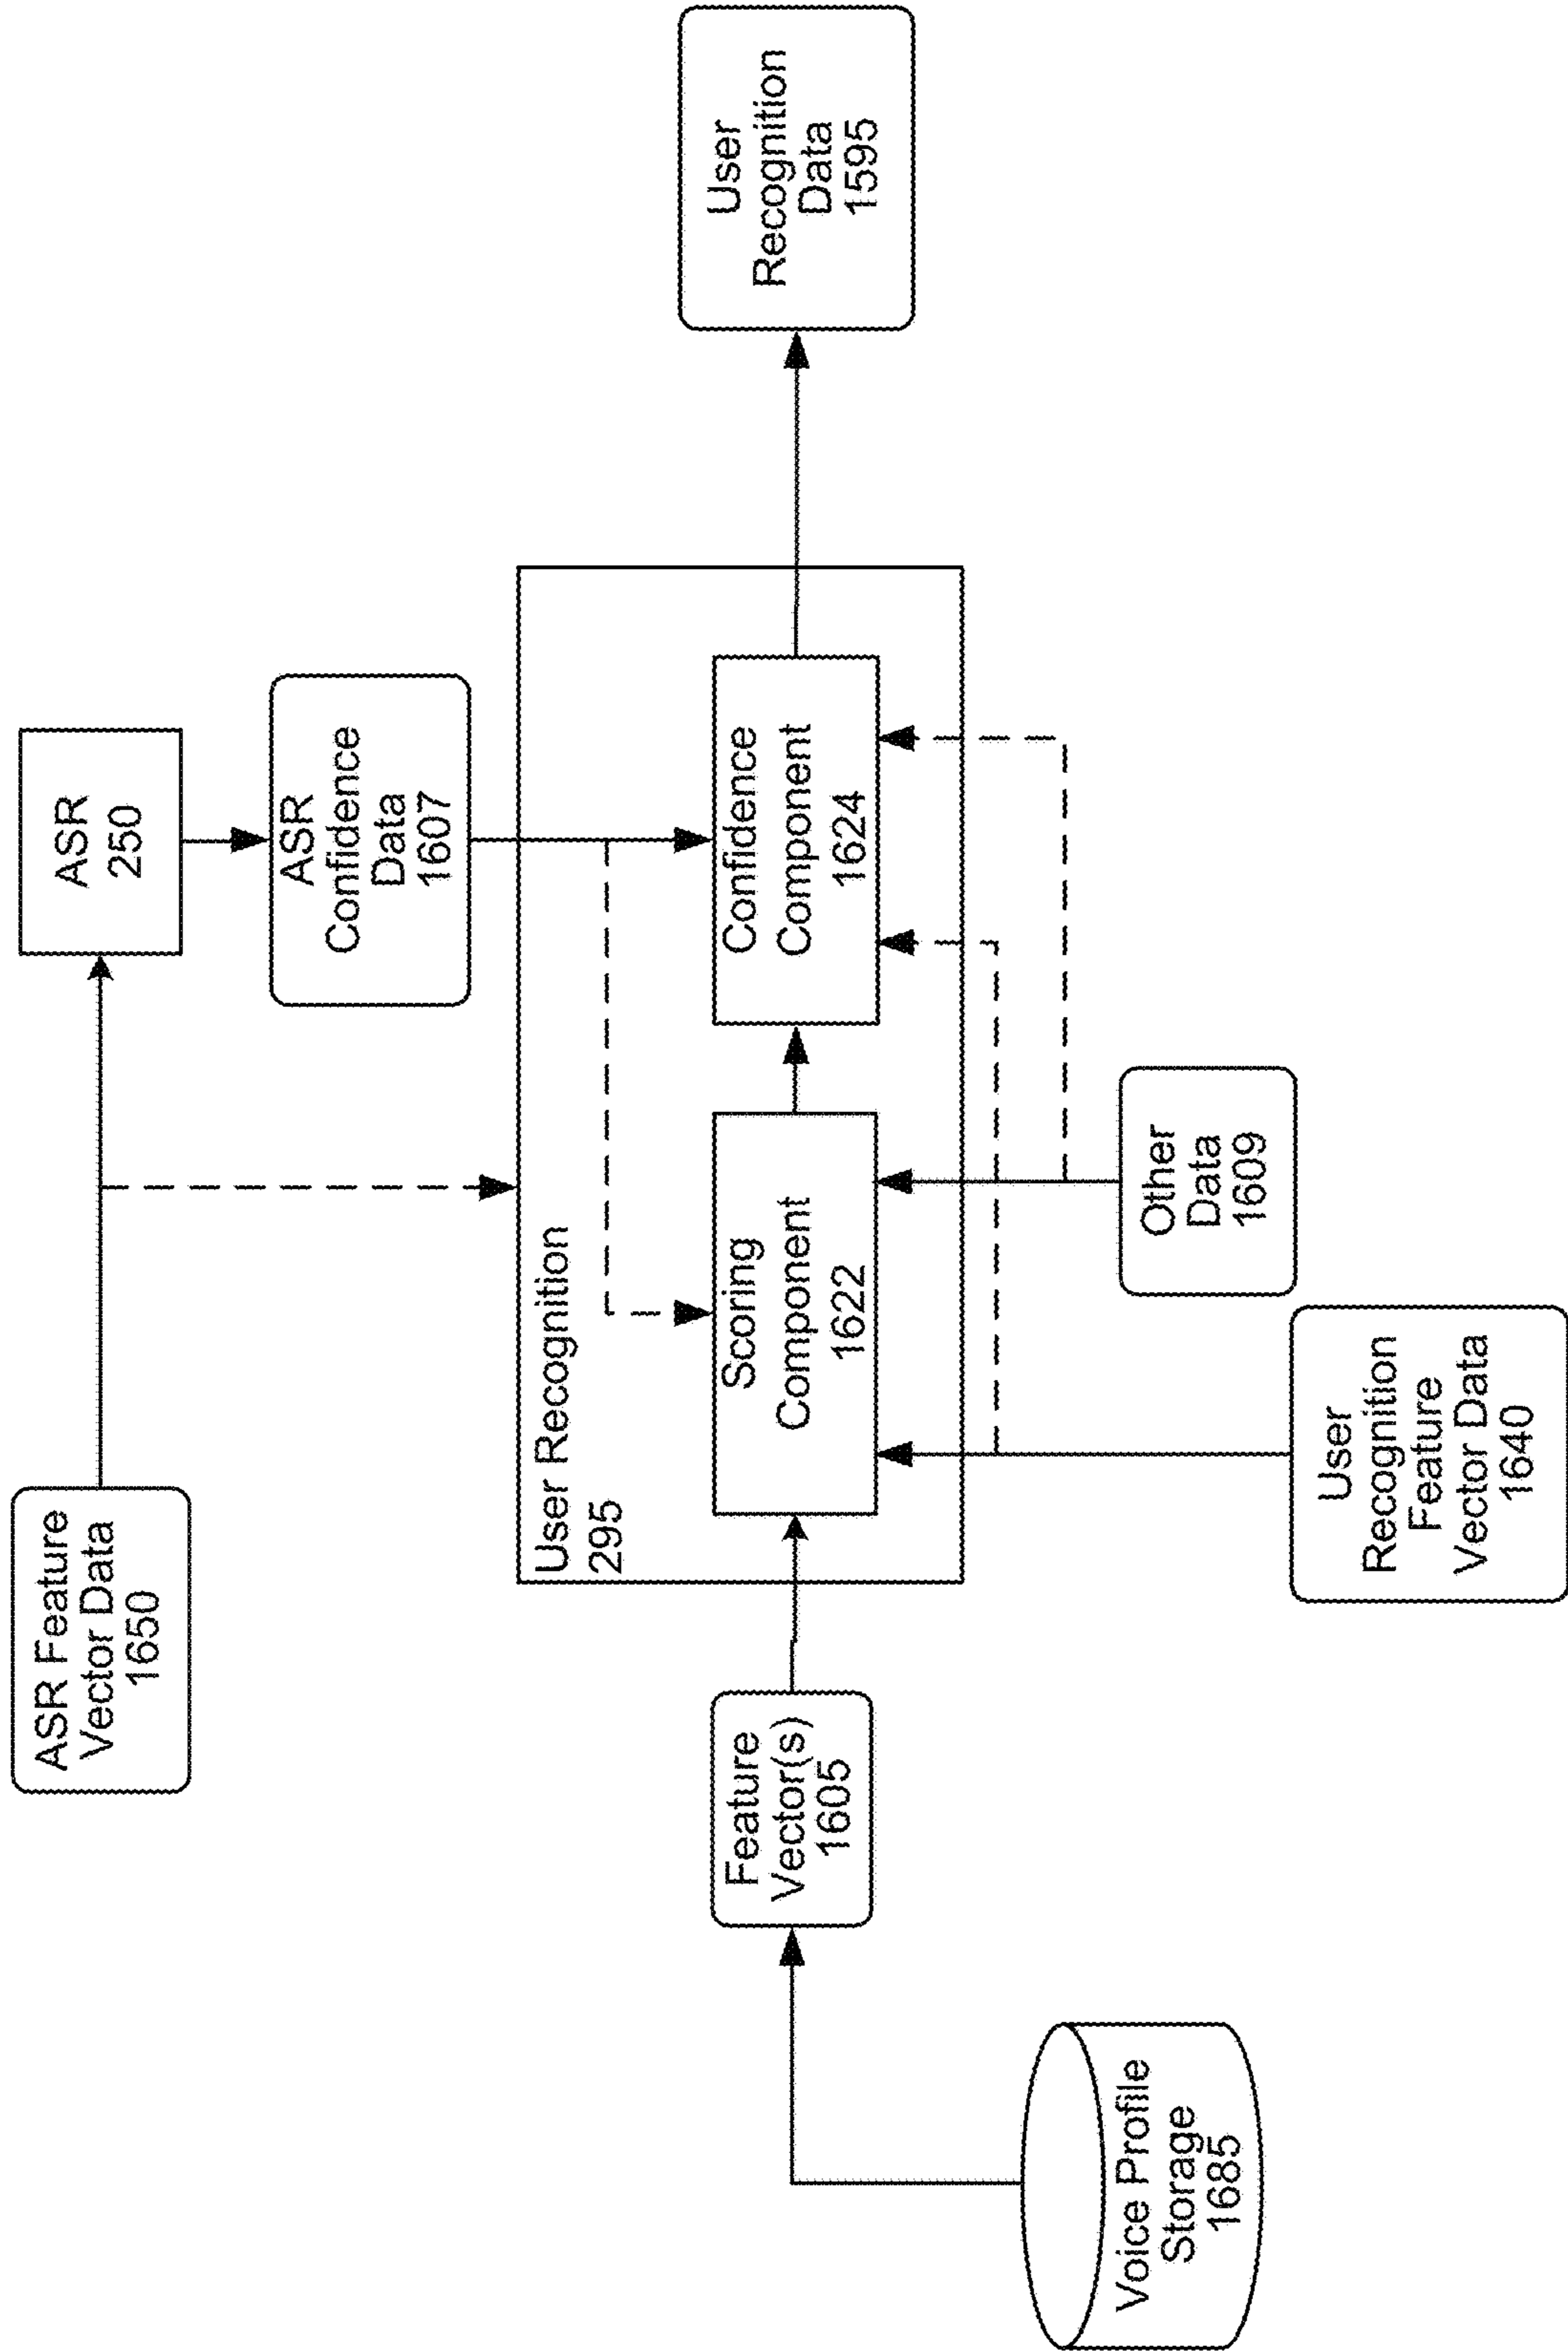 ASR Feature
Vector Data
1650
ASR
250
ASR
Confidence
Data
1607
User Recognition
295
Voice Profile
Storage
1685
Feature
Vector(s)
1605
Scoring
Component
1622
Confidence
Component
1624
User
Recognition
Data
1595
Other
Data
1609
User
Recognition
Feature
Vector Data
1640